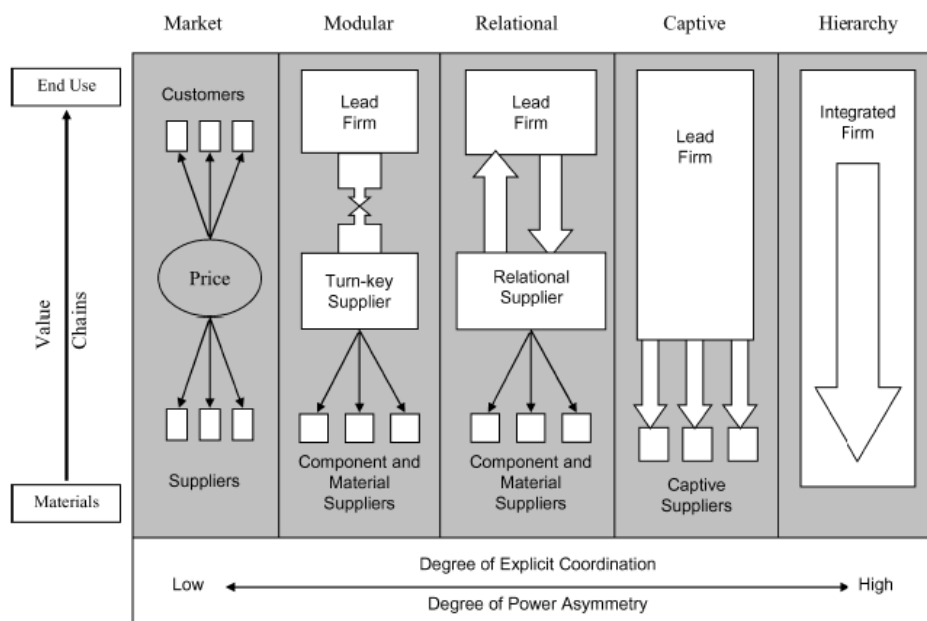 Market
Modular
Relational
Captive
Hierarchy
End Use
Value
Chains
Materials
Customers
Price
Suppliers
Lead
Firm
Turn-key
Supplier
Component and
Material
Suppliers
Lead
Firm
Relational
Supplier
Component and
Material
Suppliers
Lead
Firm
Captive
Suppliers
Integrated
Firm
Degree of Explicit Coordination
Low
High
Degree of Power Asymmetry